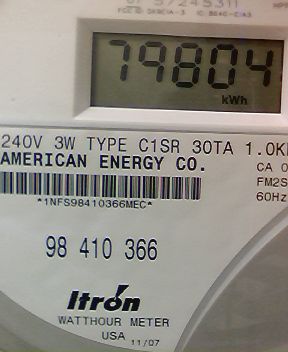 79804
kWh
240V 3W TYPE C1SR 30TA 1.0K
AMERICAN ENERGY CO.
CA 0
FM2S
60Hz
*1NFS98410366MEC*
98 410 366
Itrón
WATTHOUR METER
USA 11/07